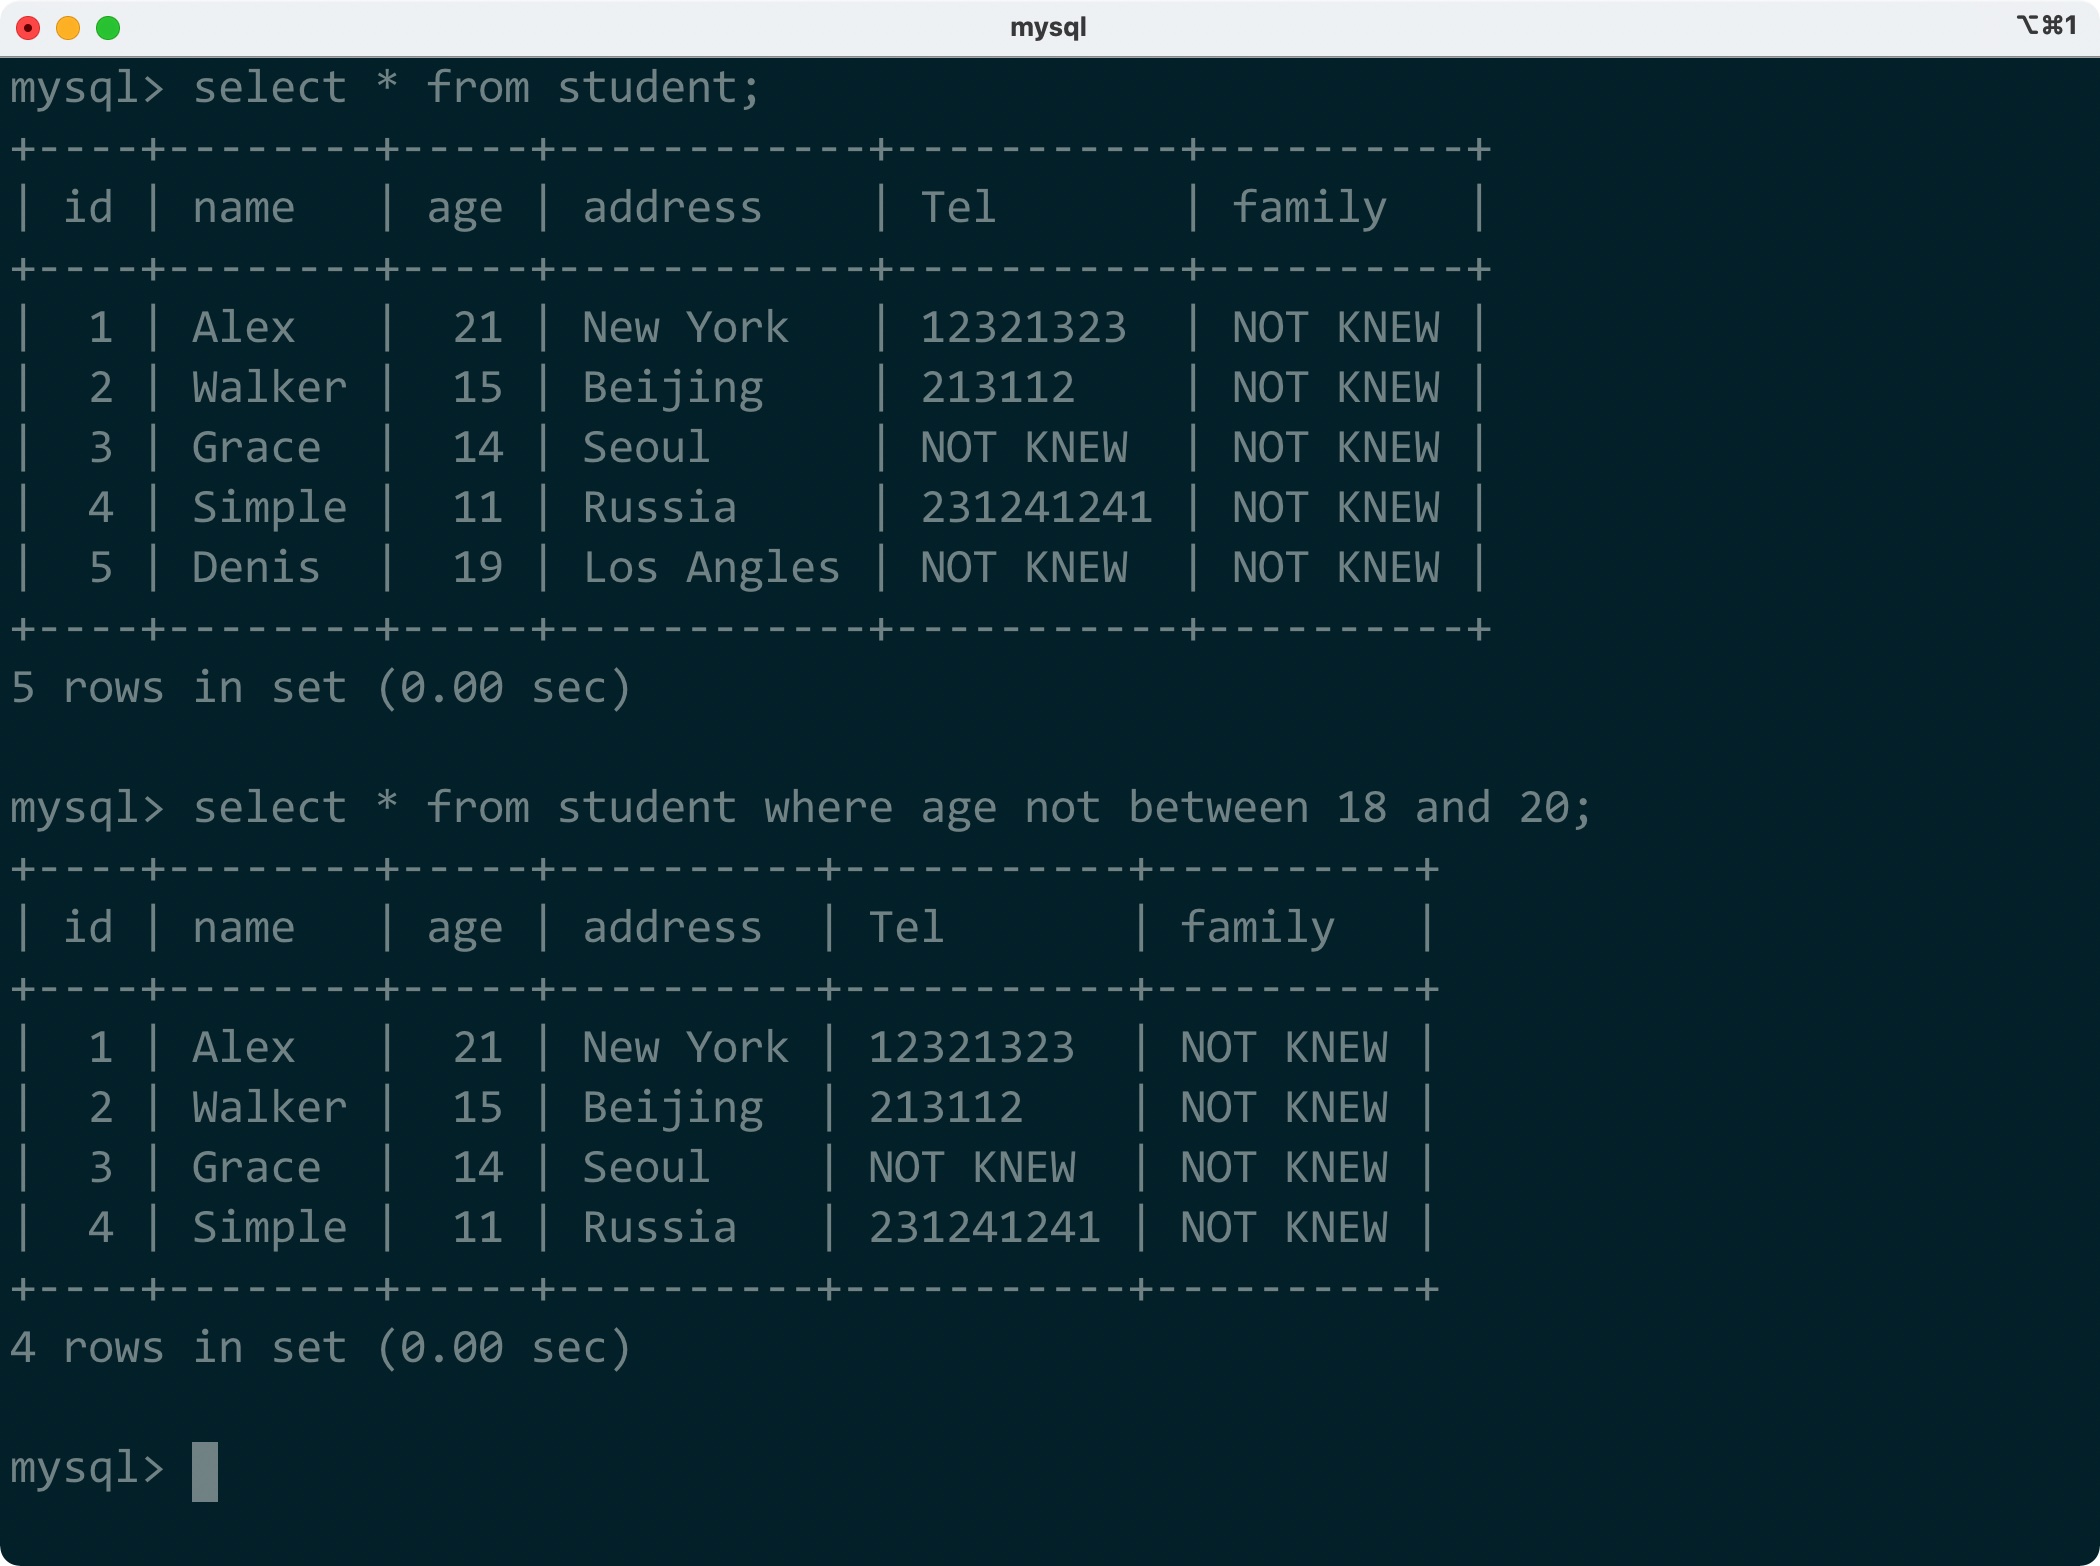 mysql
⌥⌘1
mysql> select * from student;
+----+--------+-----+------------+-----------+----------+
| id | name   | age | address    | Tel       | family   |
+----+--------+-----+------------+-----------+----------+
|  1 | Alex   |  21 | New York   | 12321323  | NOT KNEW |
|  2 | Walker |  15 | Beijing    | 213112    | NOT KNEW |
|  3 | Grace  |  14 | Seoul      | NOT KNEW  | NOT KNEW |
|  4 | Simple |  11 | Russia     | 231241241 | NOT KNEW |
|  5 | Denis  |  19 | Los Angles | NOT KNEW  | NOT KNEW |
+----+--------+-----+------------+-----------+----------+
5 rows in set (0.00 sec)
mysql> select * from student where age not between 18 and 20;
+----+--------+-----+----------+-----------+----------+
| id | name   | age | address  | Tel       | family   |
+----+--------+-----+----------+-----------+----------+
|  1 | Alex   |  21 | New York | 12321323  | NOT KNEW |
|  2 | Walker |  15 | Beijing  | 213112    | NOT KNEW |
|  3 | Grace  |  14 | Seoul    | NOT KNEW  | NOT KNEW |
|  4 | Simple |  11 | Russia   | 231241241 | NOT KNEW |
+----+--------+-----+----------+-----------+----------+
4 rows in set (0.00 sec)
mysql>